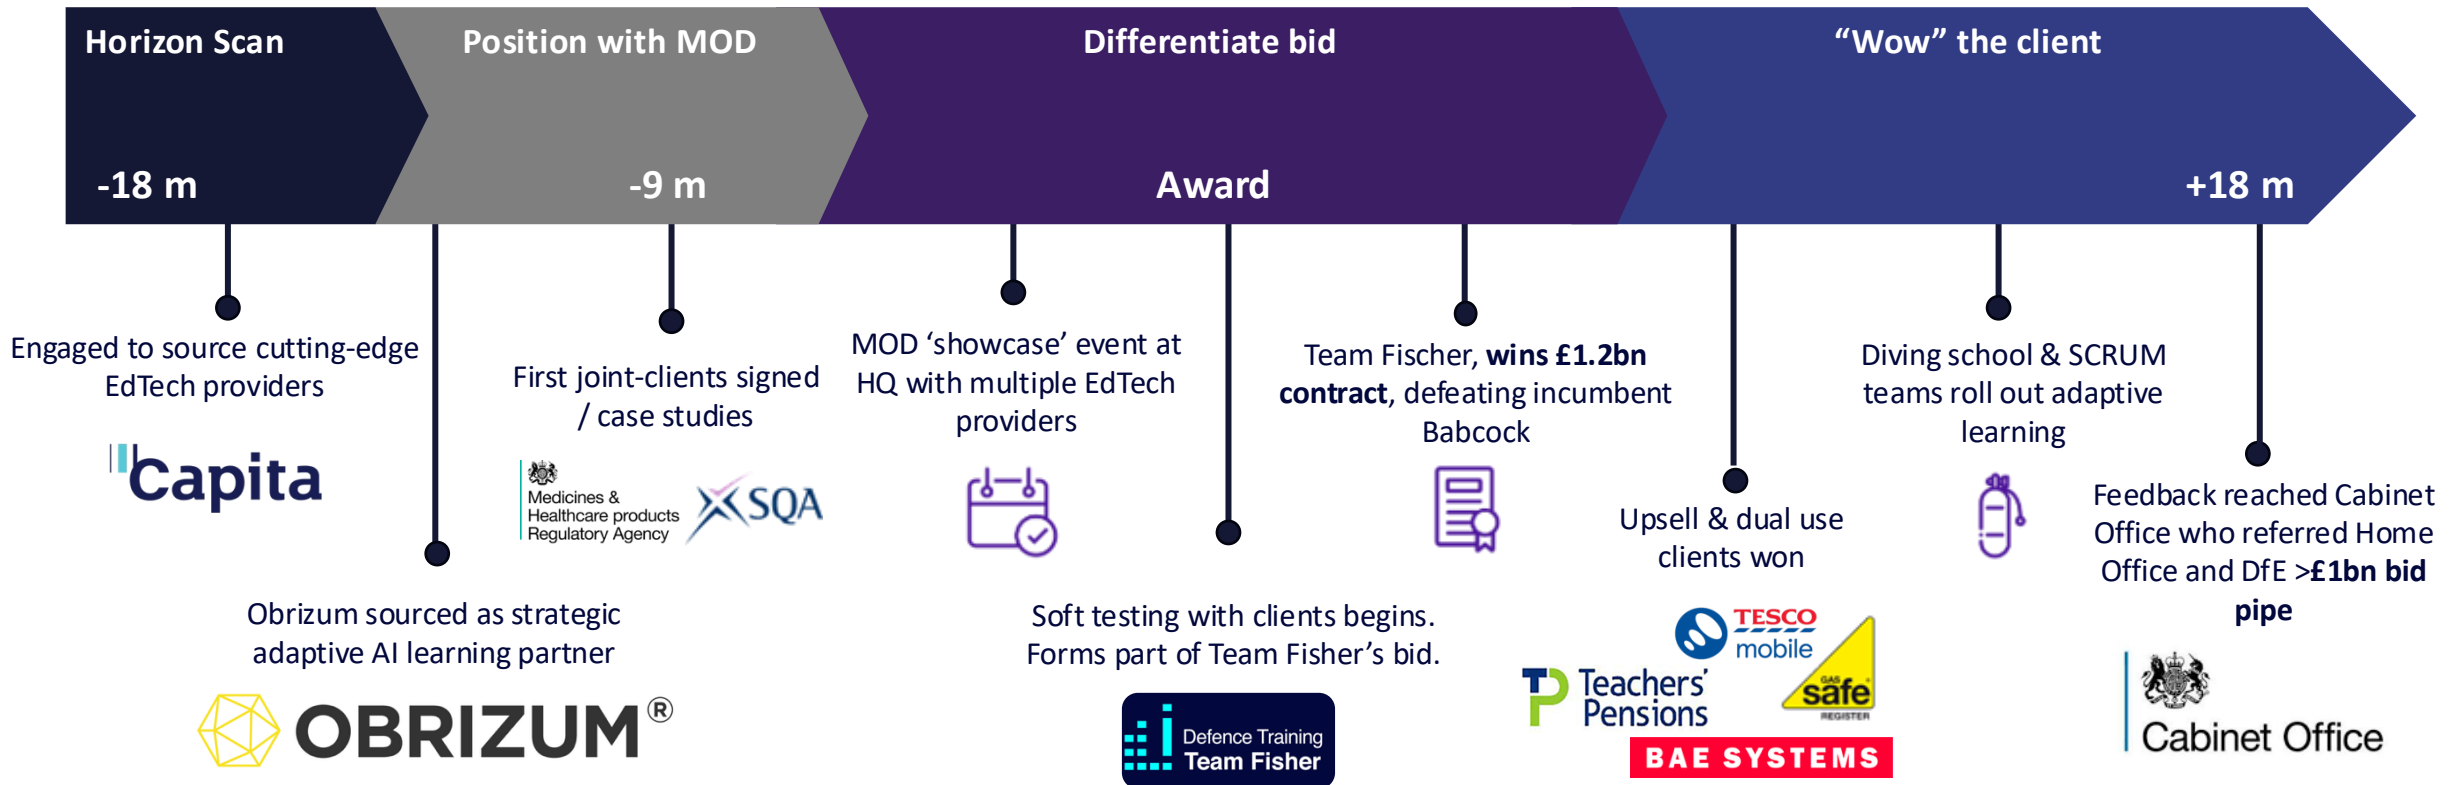 Horizon Scan
Position with MOD
Differentiate bid
“Wow” the client
-18 m
-9 m
Award
+18 m
Engaged to source cutting-edge
EdTech providers
Capita
Obrizum sourced as strategic
adaptive AI learning partner
OBRIZUM®
First joint-clients signed
/ case studies
Medicines &
Healthcare products
Regulatory Agency
SQA
MOD ‘showcase’ event at
HQ with multiple EdTech
providers
Soft testing with clients begins.
Forms part of Team Fisher’s bid.
Defence Training
Team Fisher
Team Fischer, wins £1.2bn
contract, defeating incumbent
Babcock
Upsell & dual use
clients won
TESCO
mobile
Teachers’
Pensions
GAS
safe
REGISTER
BAE SYSTEMS
Diving school & SCRUM
teams roll out adaptive
learning
Feedback reached Cabinet
Office who referred Home
Office and DfE >£1bn bid
pipe
Cabinet Office